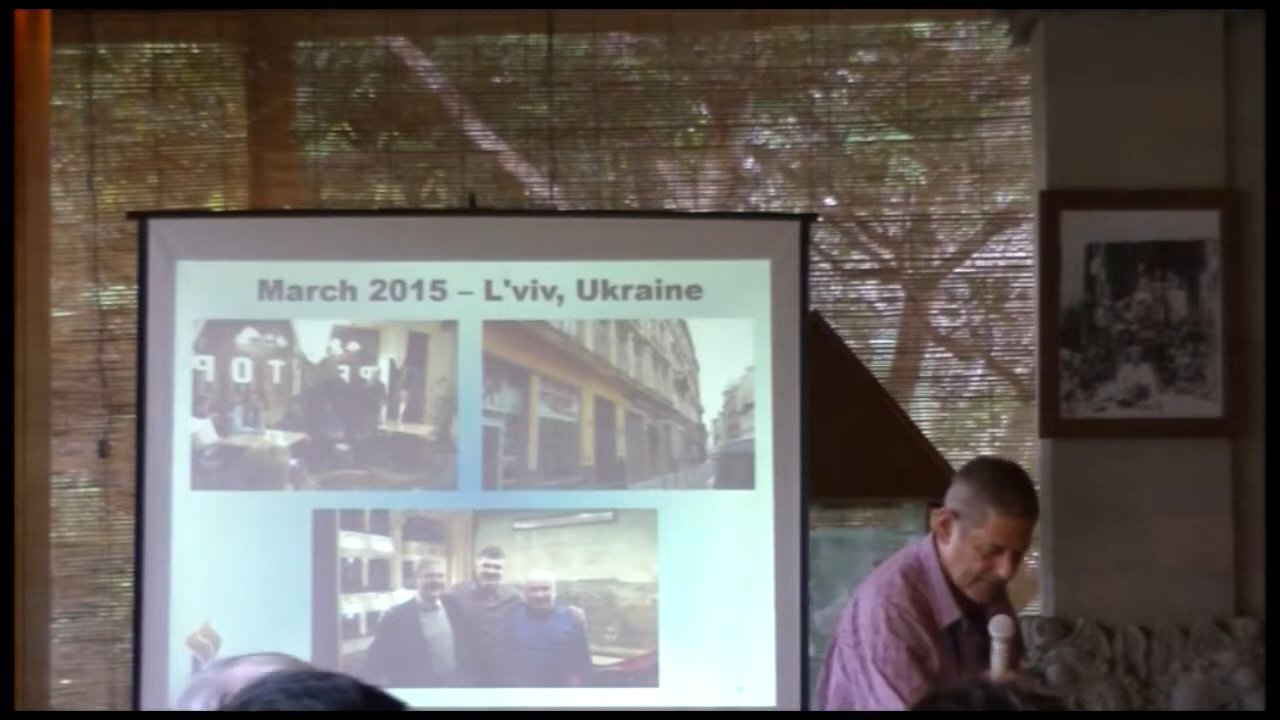 March 2015 – L'viv, Ukraine